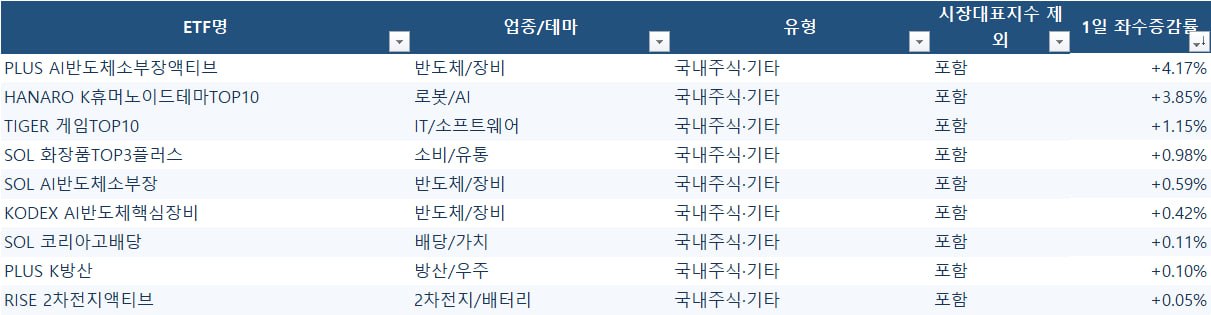 ETF명 업종/테마 유형 시장대표지수 제외 1일 좌수증감률
PLUS AI반도체소부장액티브 반도체/장비 국내주식·기타 포함 +4.17%
HANARO K휴머노이드테마TOP10 로봇/AI 국내주식·기타 포함 +3.85%
TIGER 게임TOP10 IT/소프트웨어 국내주식·기타 포함 +1.15%
SOL 화장품TOP3플러스 소비/유통 국내주식·기타 포함 +0.98%
SOL AI반도체소부장 반도체/장비 국내주식·기타 포함 +0.59%
KODEX AI반도체핵심장비 반도체/장비 국내주식·기타 포함 +0.42%
SOL 코리아고배당 배당/가치 국내주식·기타 포함 +0.11%
PLUS K방산 방산/우주 국내주식·기타 포함 +0.10%
RISE 2차전지액티브 2차전지/배터리 국내주식·기타 포함 +0.05%